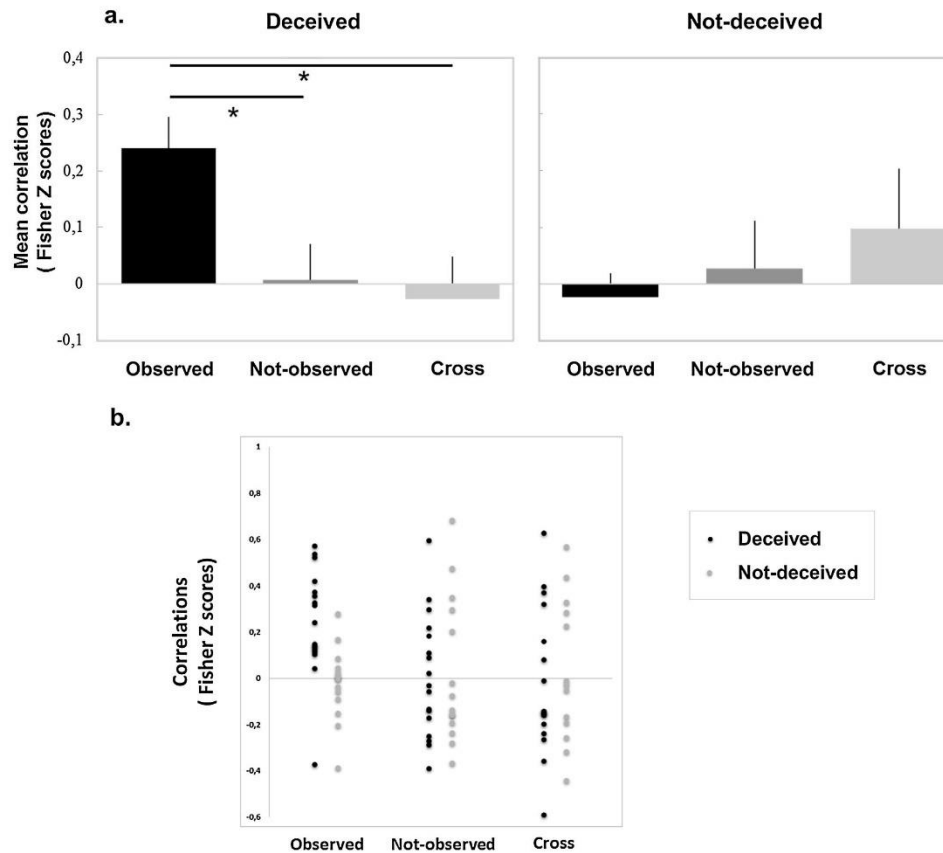 a.
Deceived
Not-deceived
Mean correlation
( Fisher Z scores)
0,4
0,3
0,2
0,1
0
-0,1
*
*
Observed Not-observed Cross
Observed Not-observed Cross
b.
Correlations
( Fisher Z scores)
1
0,8
0,6
0,4
0,2
0
-0,2
-0,4
-0,6
Observed Not-observed Cross
Deceived
Not-deceived